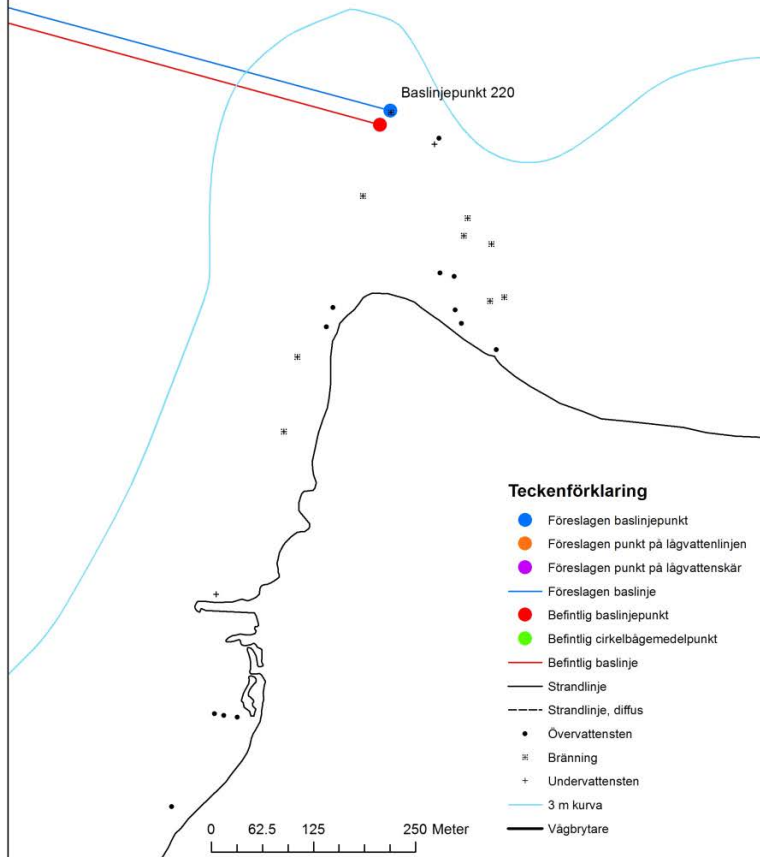 Baslinjepunkt 220
Teckenförklaring
Föreslagen baslinjepunkt
Föreslagen punkt på lågvattenlinjen
Föreslagen punkt på lågvattenskär
Föreslagen baslinje
Befintlig baslinjepunkt
Befintlig cirkelbågemedelpunkt
Befintlig baslinje
Strandlinje
Strandlinje, diffus
Övervattensten
Bränning
Undervattensten
3 m kurva
Vågbrytare
0 62.5 125 250 Meter